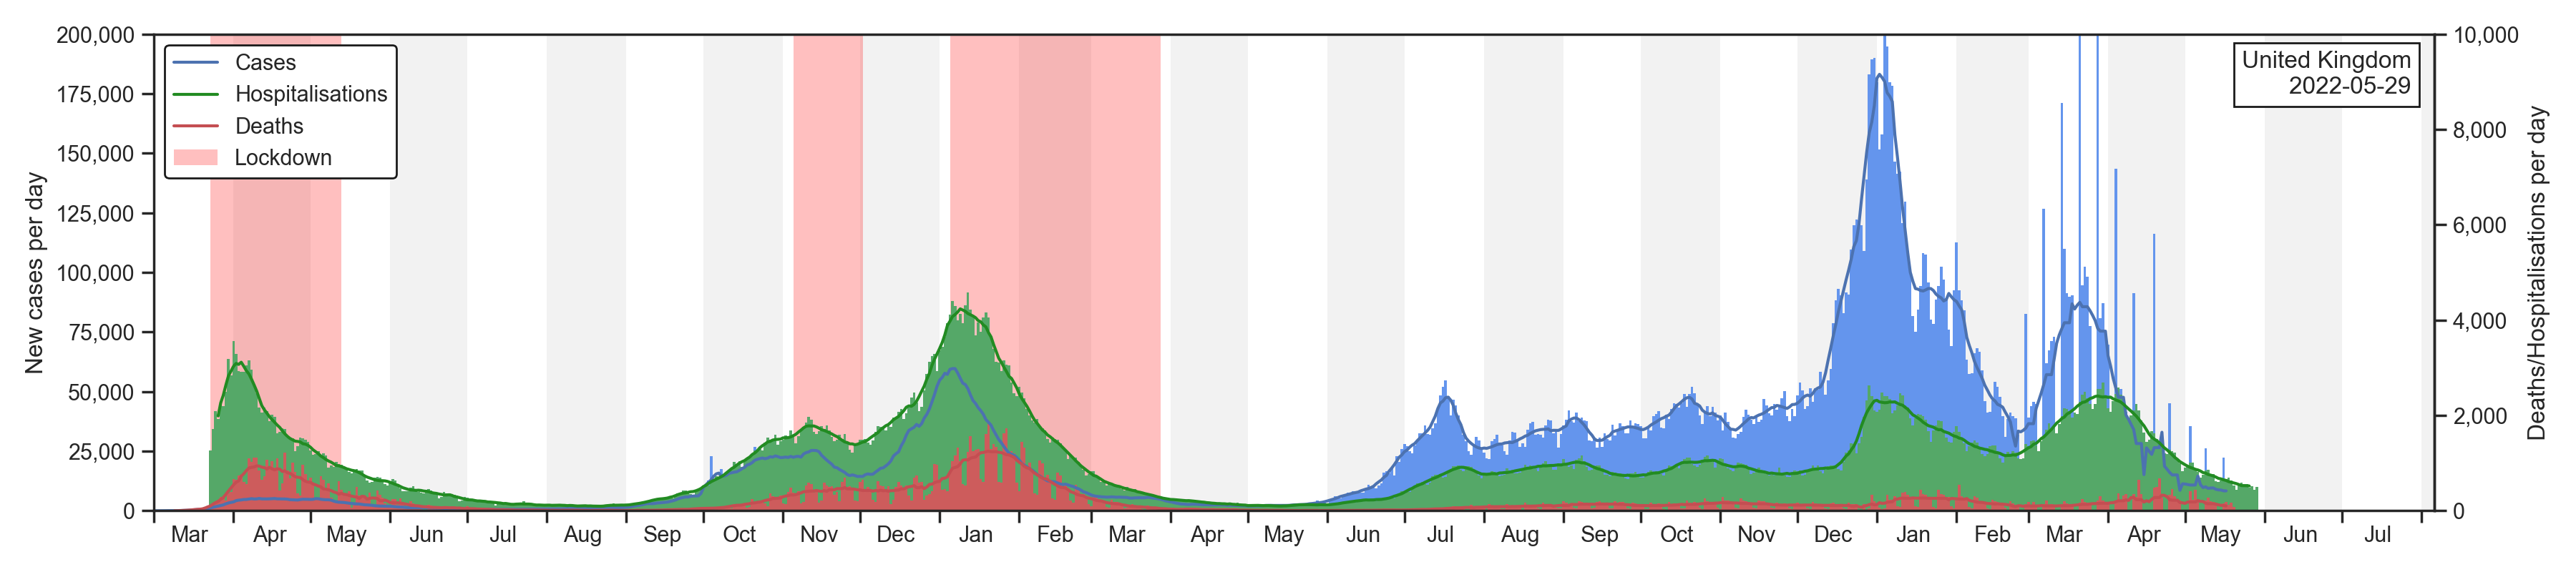 200,000
175,000
150,000
125,000
100,000
75,000
50,000
25,000
0
New cases per day
Cases
Hospitalisations
Deaths
Lockdown
United Kingdom
2022-05-29
10,000
8,000
6,000
4,000
2,000
0
Deaths/Hospitalisations per day
Mar Apr May Jun Jul Aug Sep Oct Nov Dec Jan Feb Mar Apr May Jun Jul Aug Sep Oct Nov Dec Jan Feb Mar Apr May Jun Jul